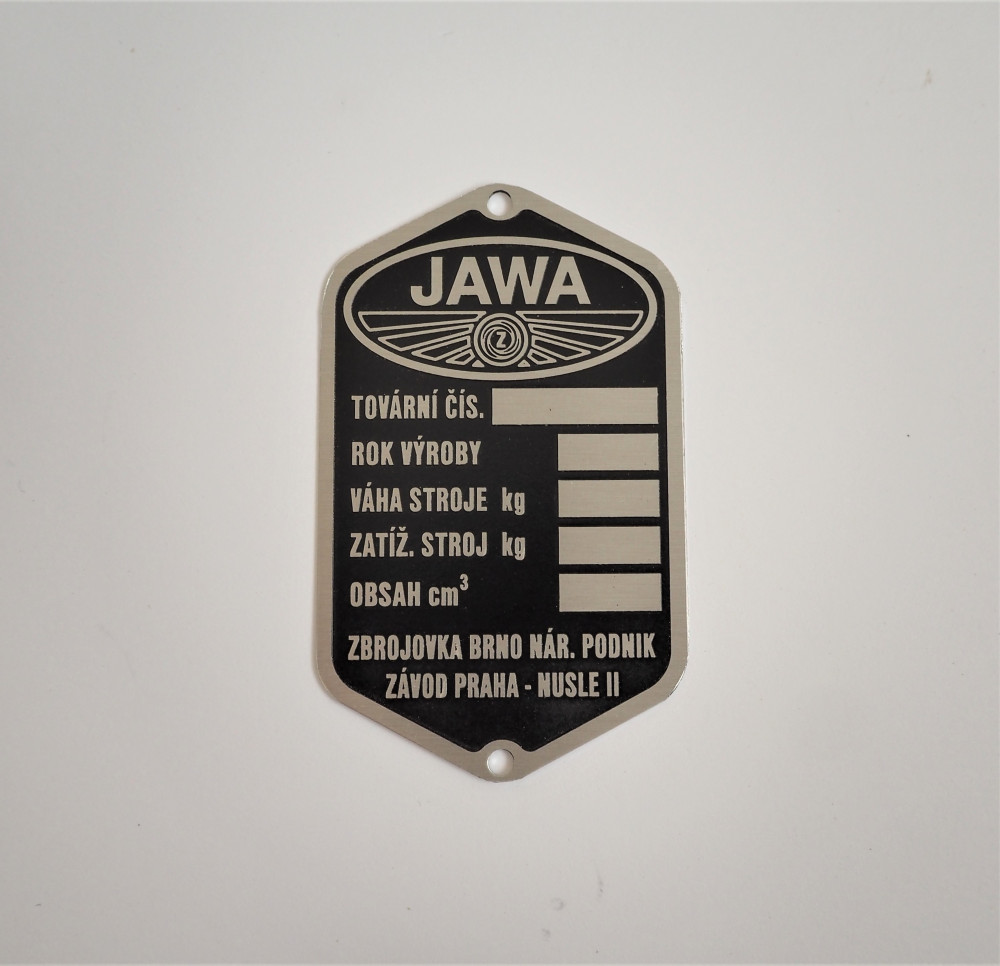 JAWA
Z
TOVÁRNÍ ČÍS.
ROK VÝROBY
VÁHA STROJE kg
ZATÍŽ. STROJ kg
OBSAH cm³
ZBROJOVKA BRNO NÁR. PODNIK
ZÁVOD PRAHA - NUSLE II